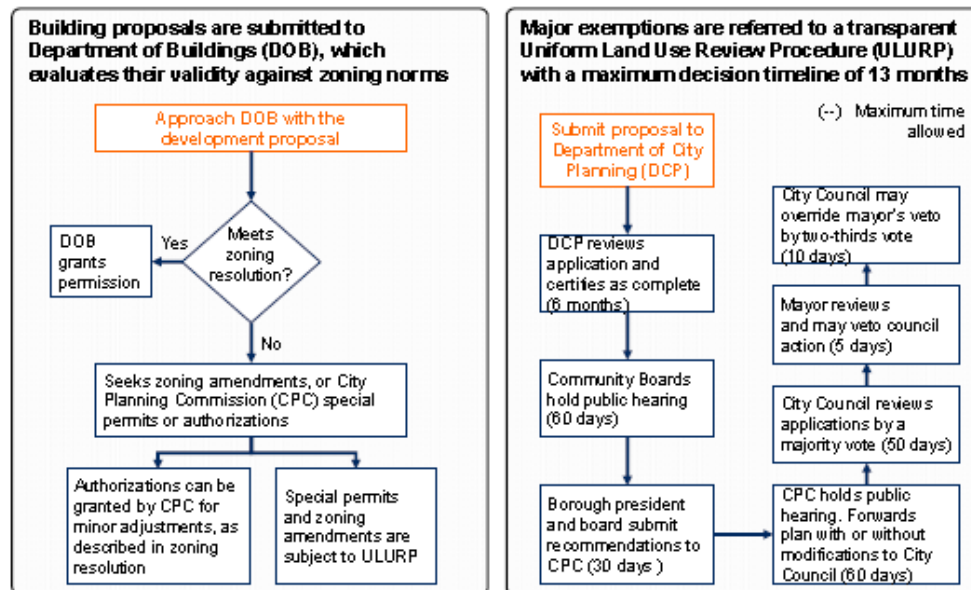 Building proposals are submitted to
Department of Buildings (DOB), which
evaluates their validity against zoning norms
Approach DOB with the
development proposal
Meets
zoning
resolution?
Yes
DOB
grants
permission
No
Seeks zoning amendments, or City
Planning Commission (CPC) special
permits or authorizations
Authorizations can be
granted by CPC for
minor adjustments, as
described in zoning
resolution
Special permits
and zoning
amendments are
subject to ULURP
Major exemptions are referred to a transparent
Uniform Land Use Review Procedure (ULURP)
with a maximum decision timeline of 13 months
(--) Maximum time
allowed
Submit proposal to
Department of City
Planning (DCP)
DCP reviews
application and
certifies as complete
(6 months)
Community Boards
hold public hearing
(60 days)
Borough president
and board submit
recommendations to
CPC (30 days )
CPC holds public
hearing. Forwards
plan with or without
modifications to City
Council (60 days)
City Council reviews
applications by a
majority vote (50 days)
Mayor reviews
and may veto council
action (5 days)
City Council may
override mayor's veto
by two-thirds vote
(10 days)